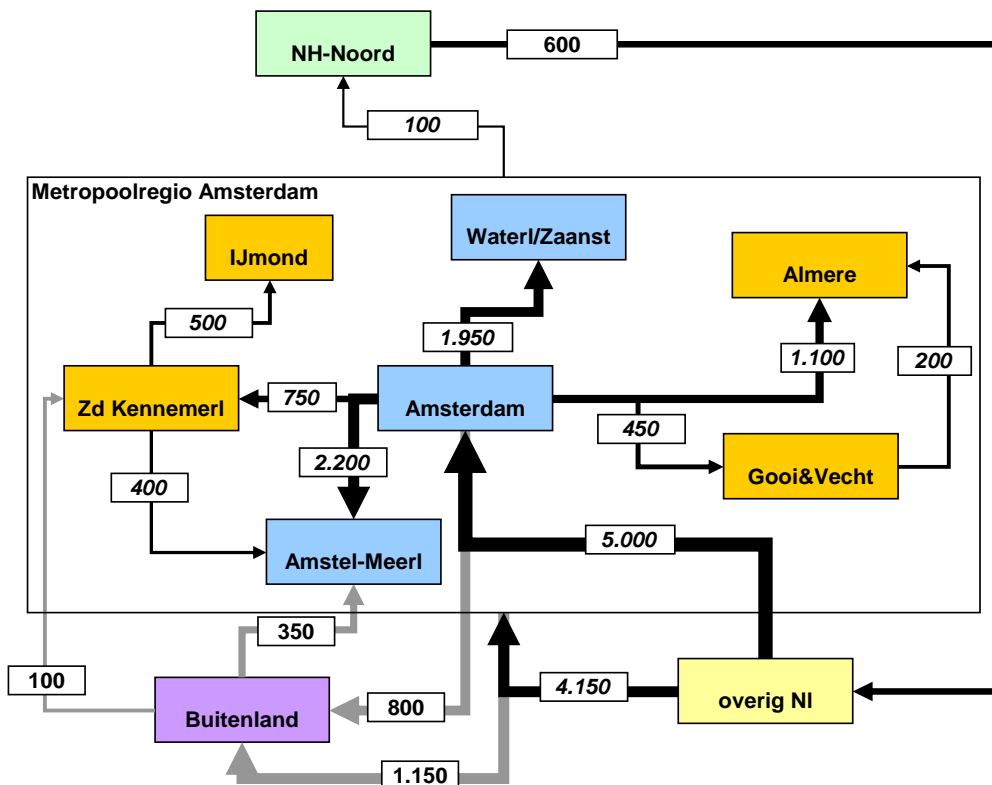 NH-Noord
600
100
Metropoolregio Amsterdam
Waterl/Zaanst
IJmond
Almere
500
1.950
1.100
200
Zd Kennemerl
750
Amsterdam
450
2.200
400
Gooi&Vecht
5.000
Amstel-Meerl
350
100
4.150
Buitenland
800
overig Nl
1.150